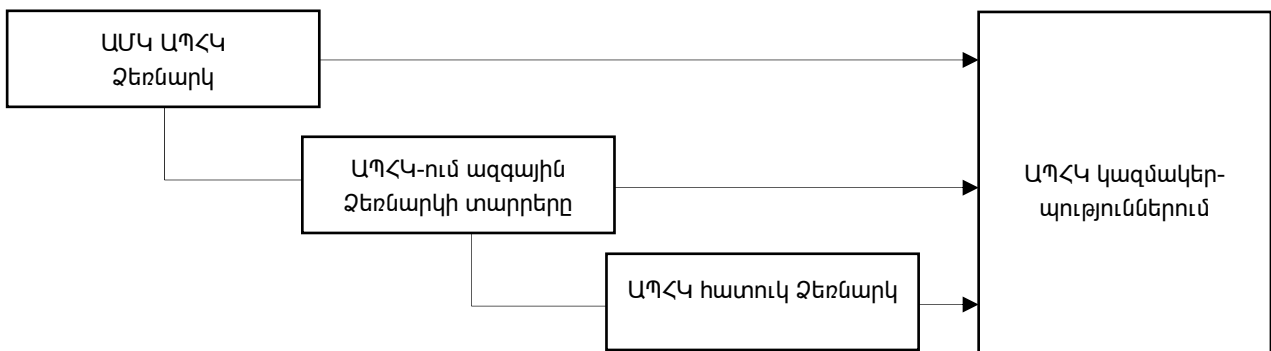 ԱՄԿ ԱՊՀԿ
Ձեռնարկ
ԱՊՀԿ-ում ազգային
Ձեռնարկի տարրերը
ԱՊՀԿ կազմակեր-
պություններում
ԱՊՀԿ հատուկ Ձեռնարկ